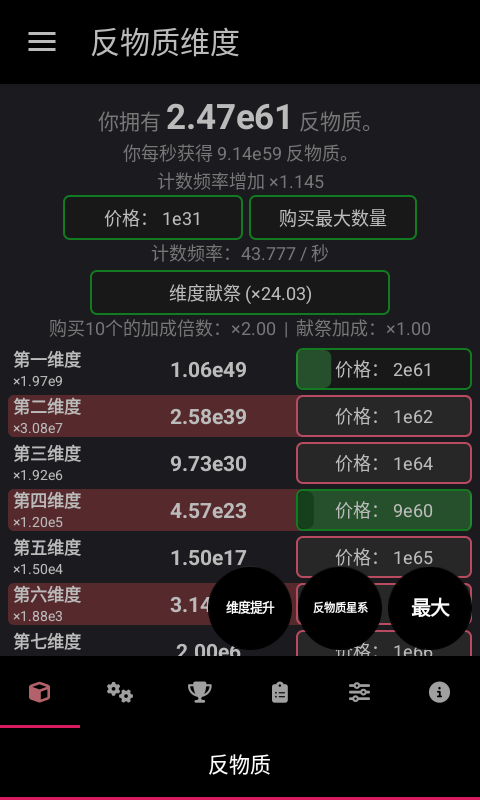 反物质维度
你拥有 2.47e61 反物质。
你每秒获得 9.14e59 反物质。
计数频率增加 ×1.145
价格： 1e31 购买最大数量
计数频率：43.777 / 秒
维度献祭 (×24.03)
购买10个的加成倍数：×2.00 | 献祭加成：×1.00
第一维度 1.06e49 价格： 2e61
×1.97e9
第二维度 2.58e39 价格： 1e62
×3.08e7
第三维度 9.73e30 价格： 1e64
×1.92e6
第四维度 4.57e23 价格： 9e60
×1.20e5
第五维度 1.50e17 价格： 1e65
×1.50e4
第六维度
×1.88e3
维度提升 反物质星系 最大
第七维度 2.00e6 价格： 1e66
反物质